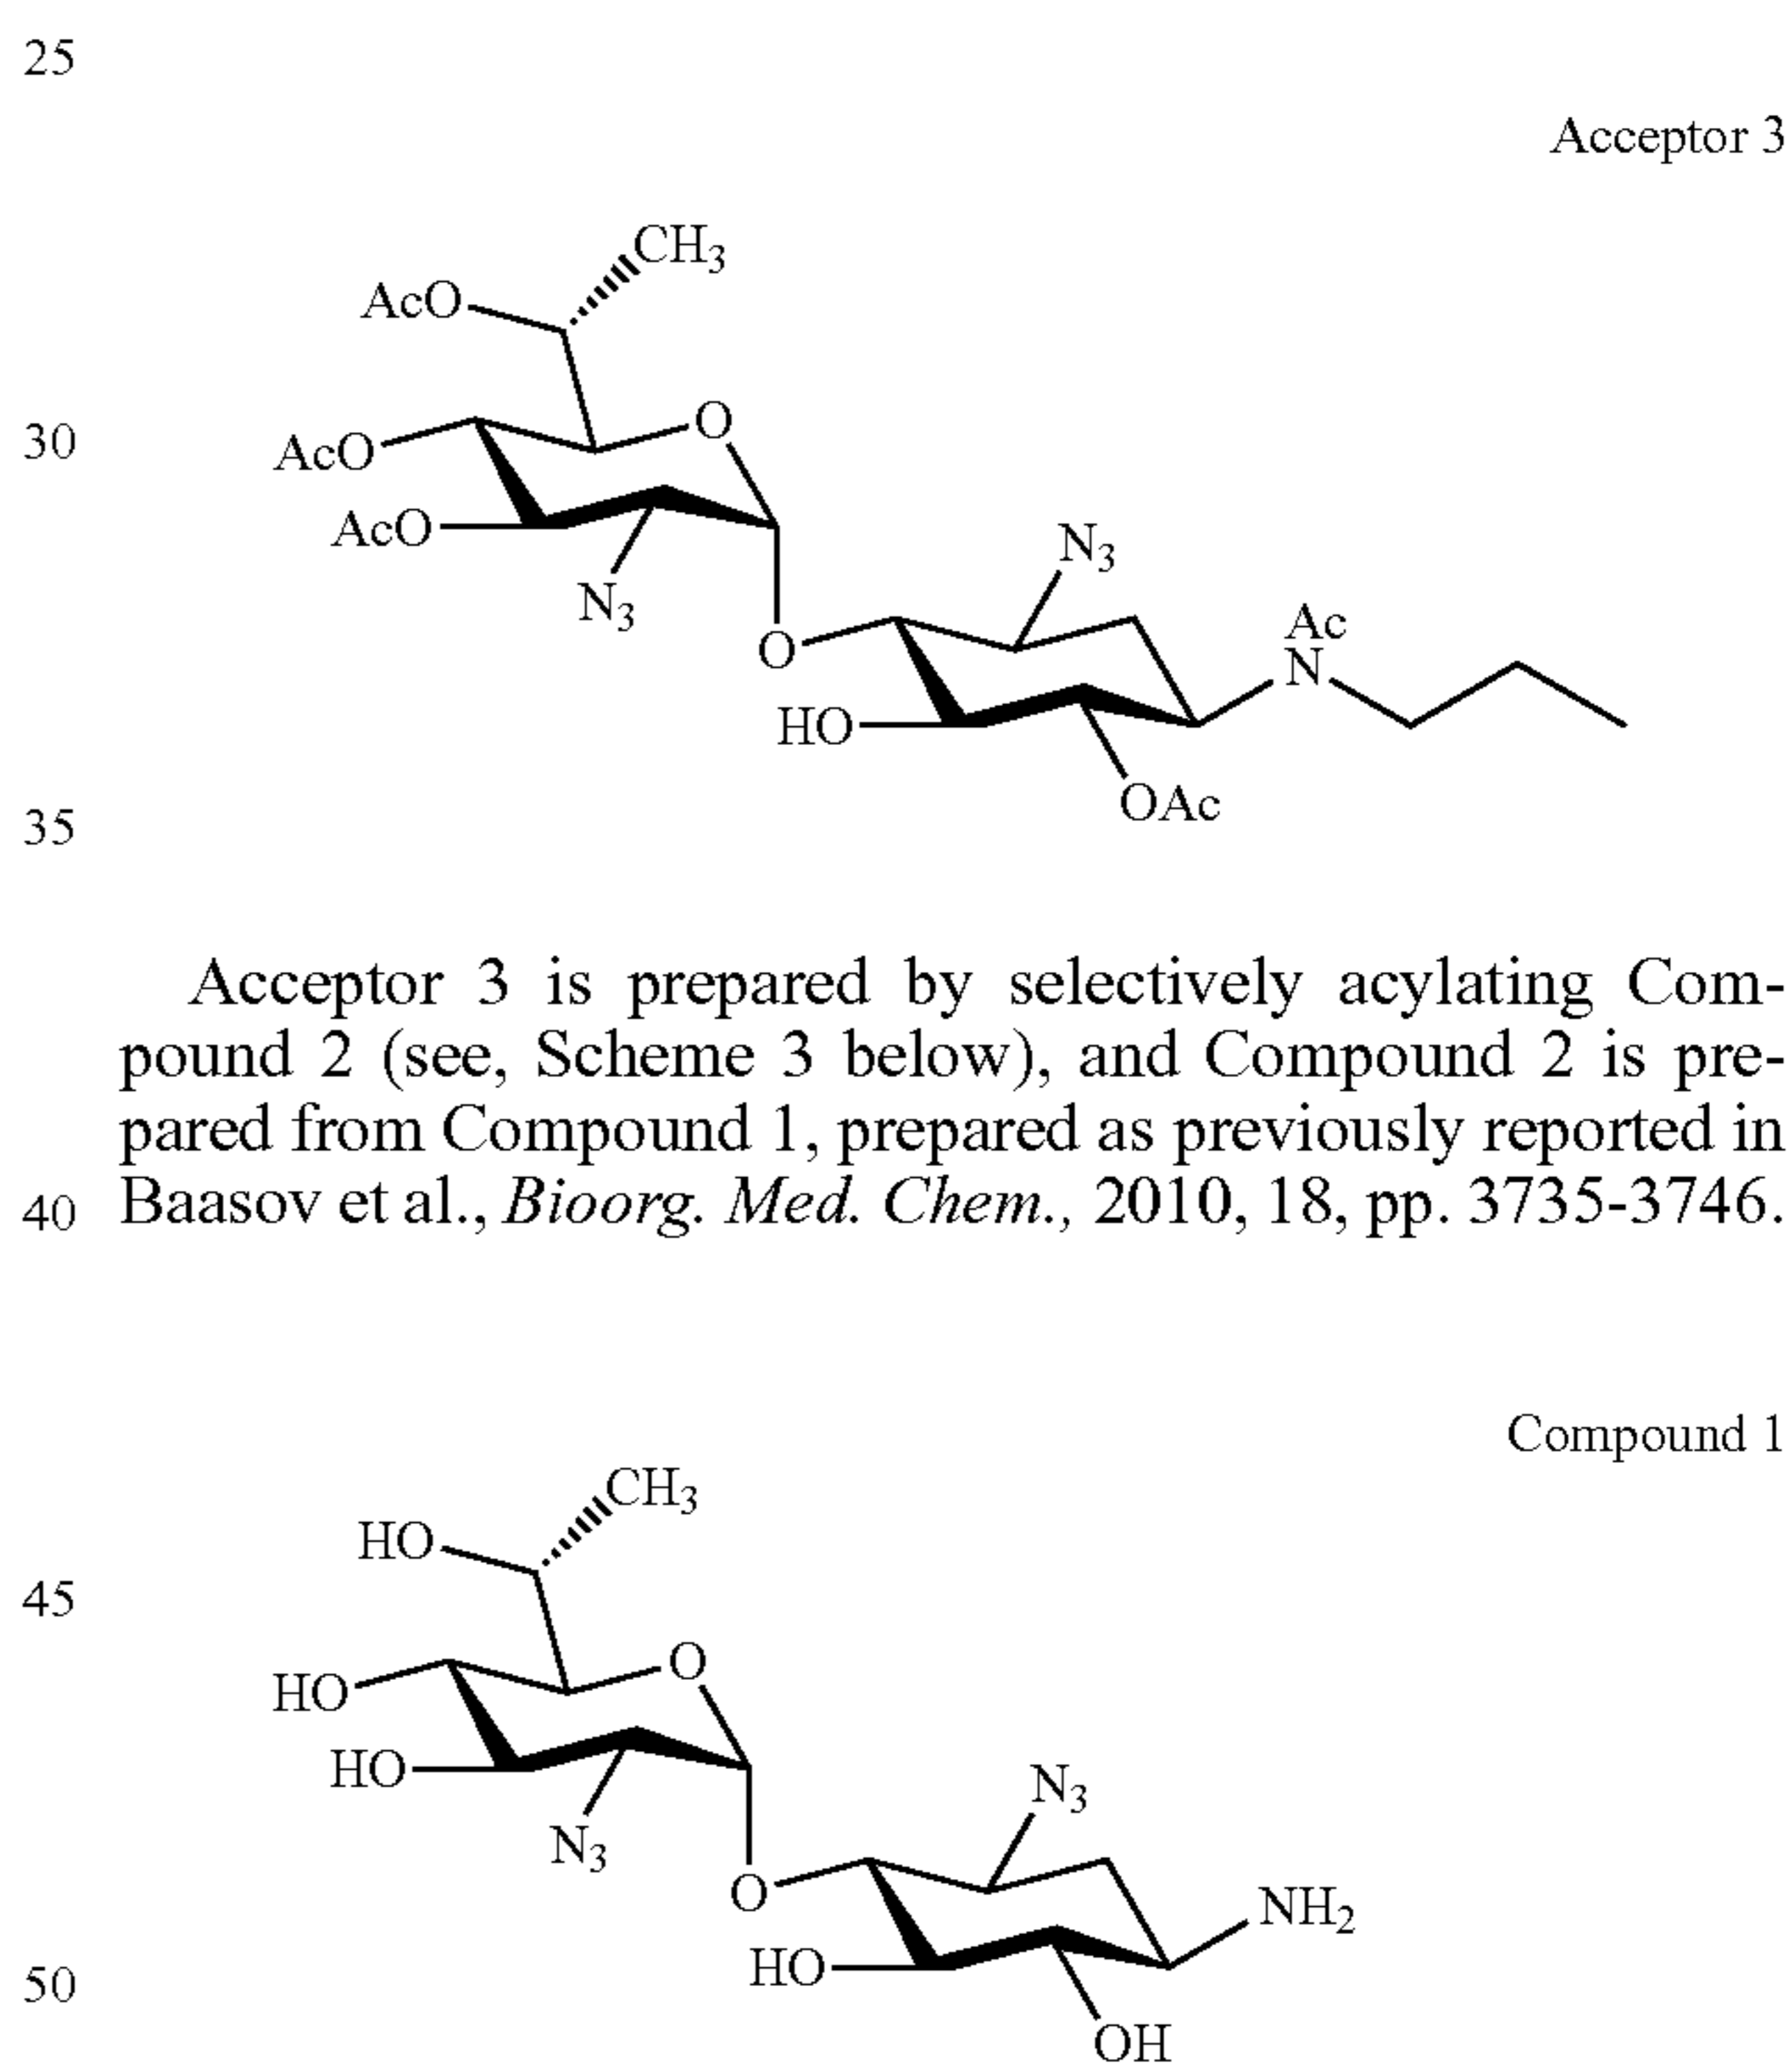 25
Acceptor 3
CH3
AcO
O
30
AcO
AcO
N3
N3
Ac
O
N
HO
OAc
35
Acceptor 3 is prepared by selectively acylating Com-
pound 2 (see, Scheme 3 below), and Compound 2 is pre-
pared from Compound 1, prepared as previously reported in
40 Baasov et al., Bioorg. Med. Chem., 2010, 18, pp. 3735-3746.
Compound 1
CH3
HO
45
O
HO
HO
N3
N3
O
NH2
HO
50
OH